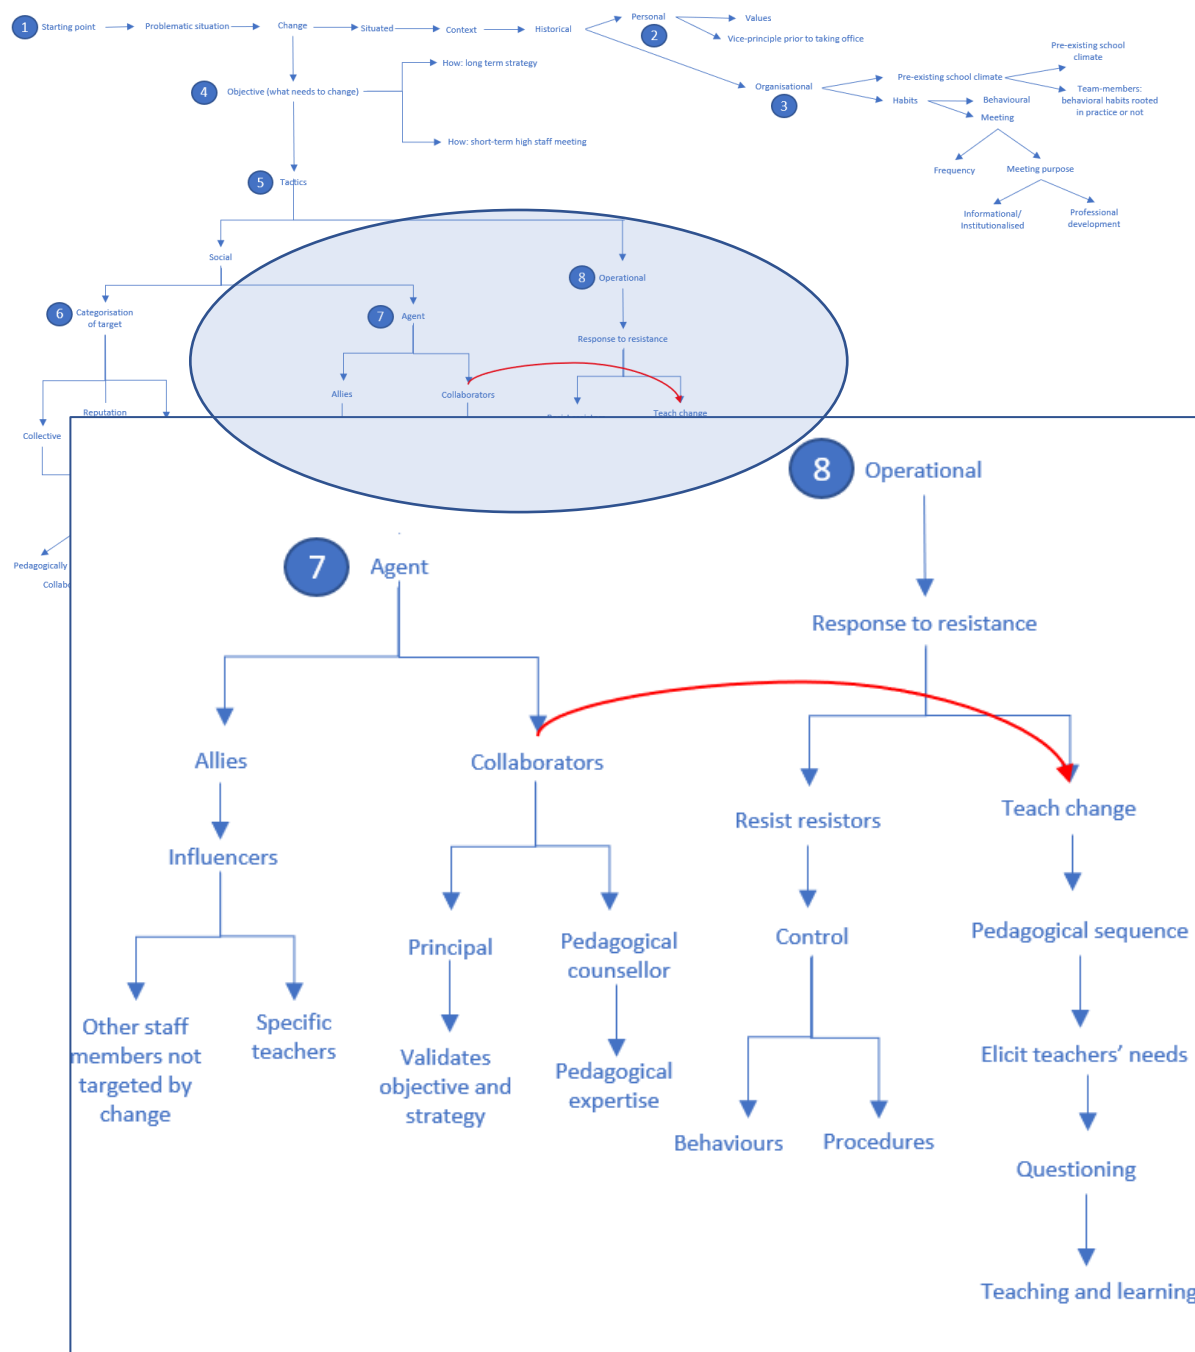 1 Starting point
Problematic situation
Change
Situated
Context
Historical
Personal
2
Values
Vice-principle prior to taking office
Organisational
3
Pre-existing school climate
Pre-existing school
climate
Team-members:
behavioral habits rooted
in practice or not
Habits
Behavioural
Meeting
Frequency
Meeting purpose
Informational/
Institutionalised
Professional
development
4 Objective (what needs to change)
How: long term strategy
How: short-term high staff meeting
5 Tactics
Social
8 Operational
6 Categorisation
of target
7 Agent
Response to resistance
Allies
Collaborators
Teach change
Reputation
Collective
Pedagogically
8 Operational
7 Agent
Response to resistance
Allies
Collaborators
Resist resistors
Teach change
Influencers
Principal
Pedagogical
counsellor
Control
Pedagogical sequence
Other staff
members not
targeted by
change
Specific
teachers
Validates
objective and
strategy
Pedagogical
expertise
Elicit teachers' needs
Behaviours
Procedures
Questioning
Teaching and learning